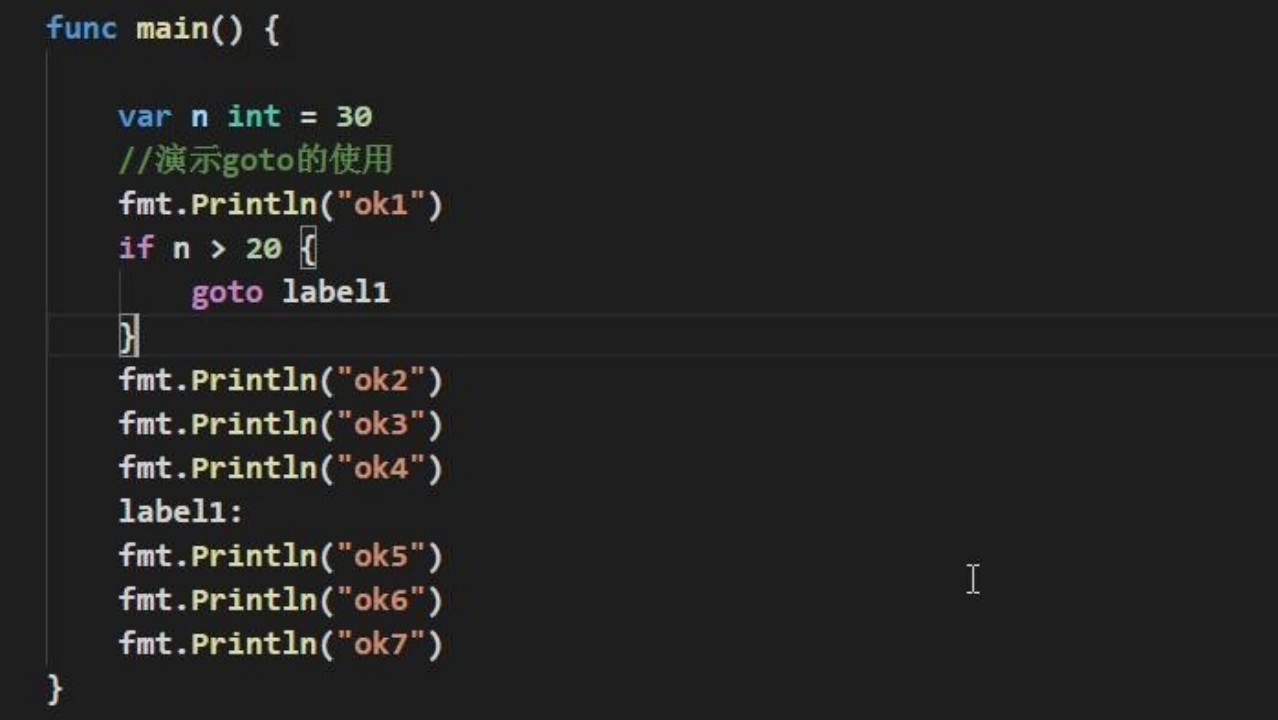 func main() {
var n int = 30
//演示goto的使用
fmt.Println("ok1")
if n > 20 {
goto label1
}
fmt.Println("ok2")
fmt.Println("ok3")
fmt.Println("ok4")
label1:
fmt.Println("ok5")
fmt.Println("ok6")
fmt.Println("ok7")
}